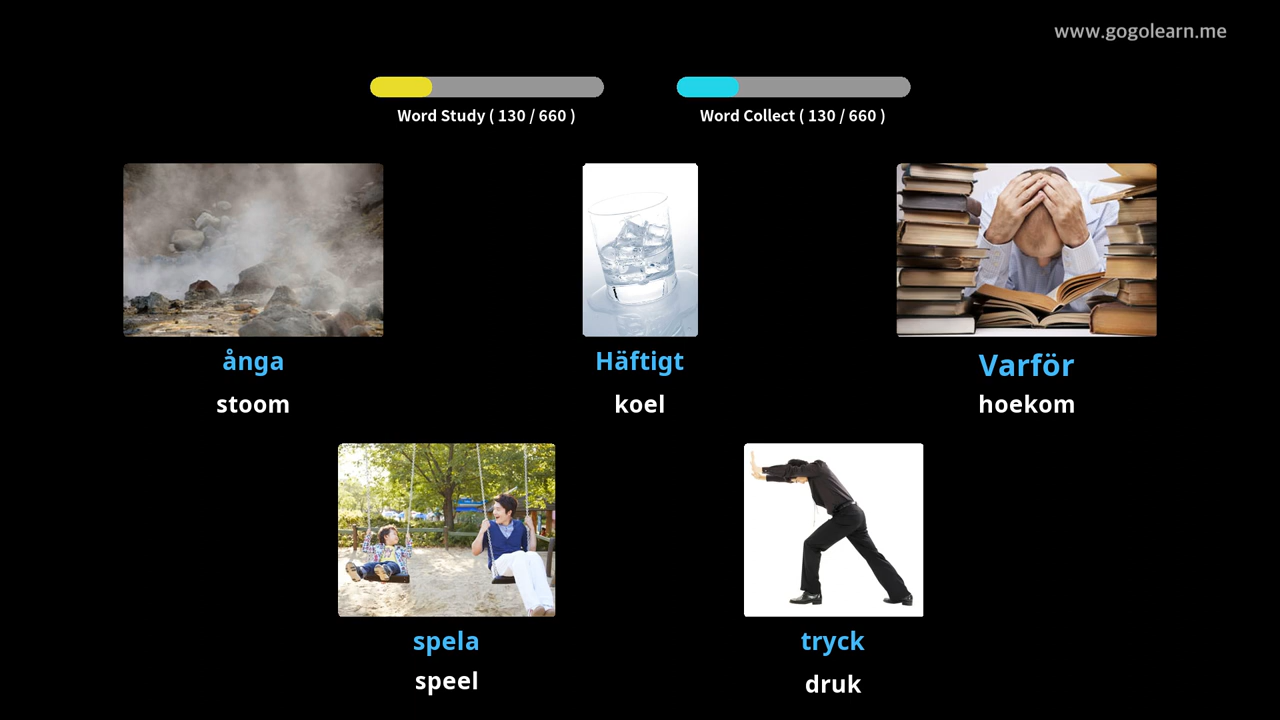 www.gogolearn.me
Word Study ( 130 / 660 )
Word Collect ( 130 / 660 )
ånga
stoom
Häftigt
koel
Varför
hoekom
spela
speel
tryck
druk